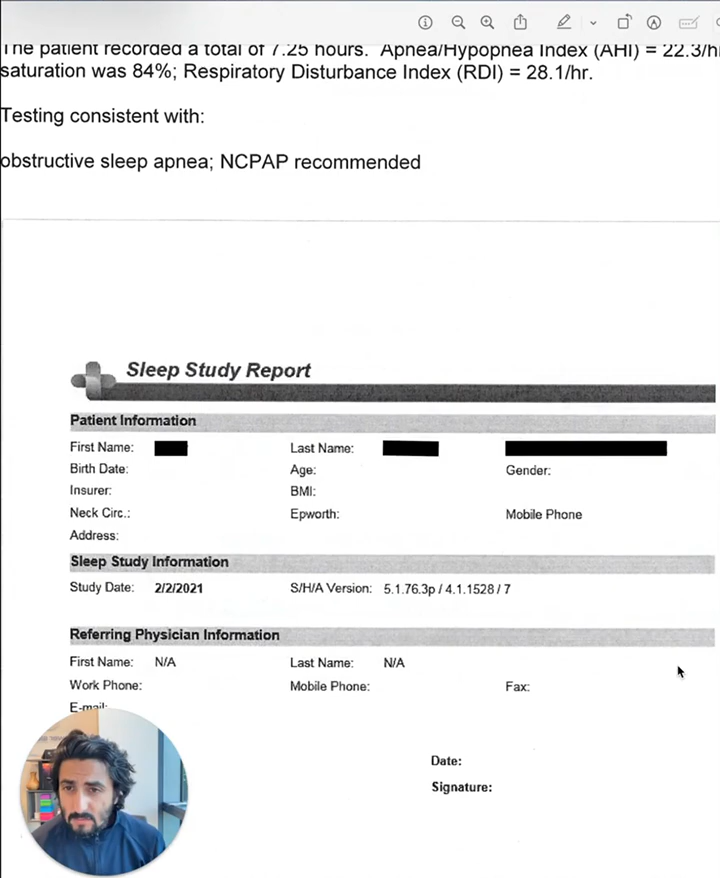 The patient recorded a total of 7.25 hours. Apnea/Hypopnea Index (AHI) = 22.3/h
saturation was 84%; Respiratory Disturbance Index (RDI) = 28.1/hr.
Testing consistent with:
obstructive sleep apnea; NCPAP recommended
Sleep Study Report
Patient Information
First Name: Last Name:
Birth Date: Age: Gender:
Insurer: BMI:
Neck Circ.: Epworth: Mobile Phone
Address:
Sleep Study Information
Study Date: 2/2/2021 S/H/A Version: 5.1.76.3p / 4.1.1528 / 7
Referring Physician Information
First Name: N/A Last Name: N/A
Work Phone: Mobile Phone: Fax:
E-mail:
Date:
Signature: